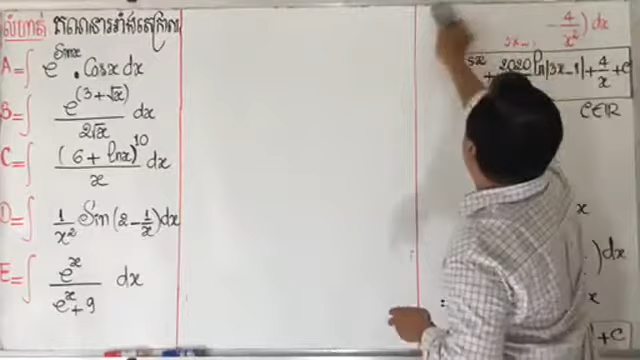 លំហាត់ គណនាអាំងតេក្រាល
A = ∫ e^{sinx} · cosx dx
B = ∫ e^{(3+√x)} / 2√x dx
C = ∫ (6 + lnx)^{10} / x dx
D = ∫ 1/x² sin(2 - 1/x) dx
E = ∫ e^x / e^x + 9 dx
- 4/x²) dx
2020 ln|3x-1| + 4/x + c
c∈IR
x
) dx
x
+ c